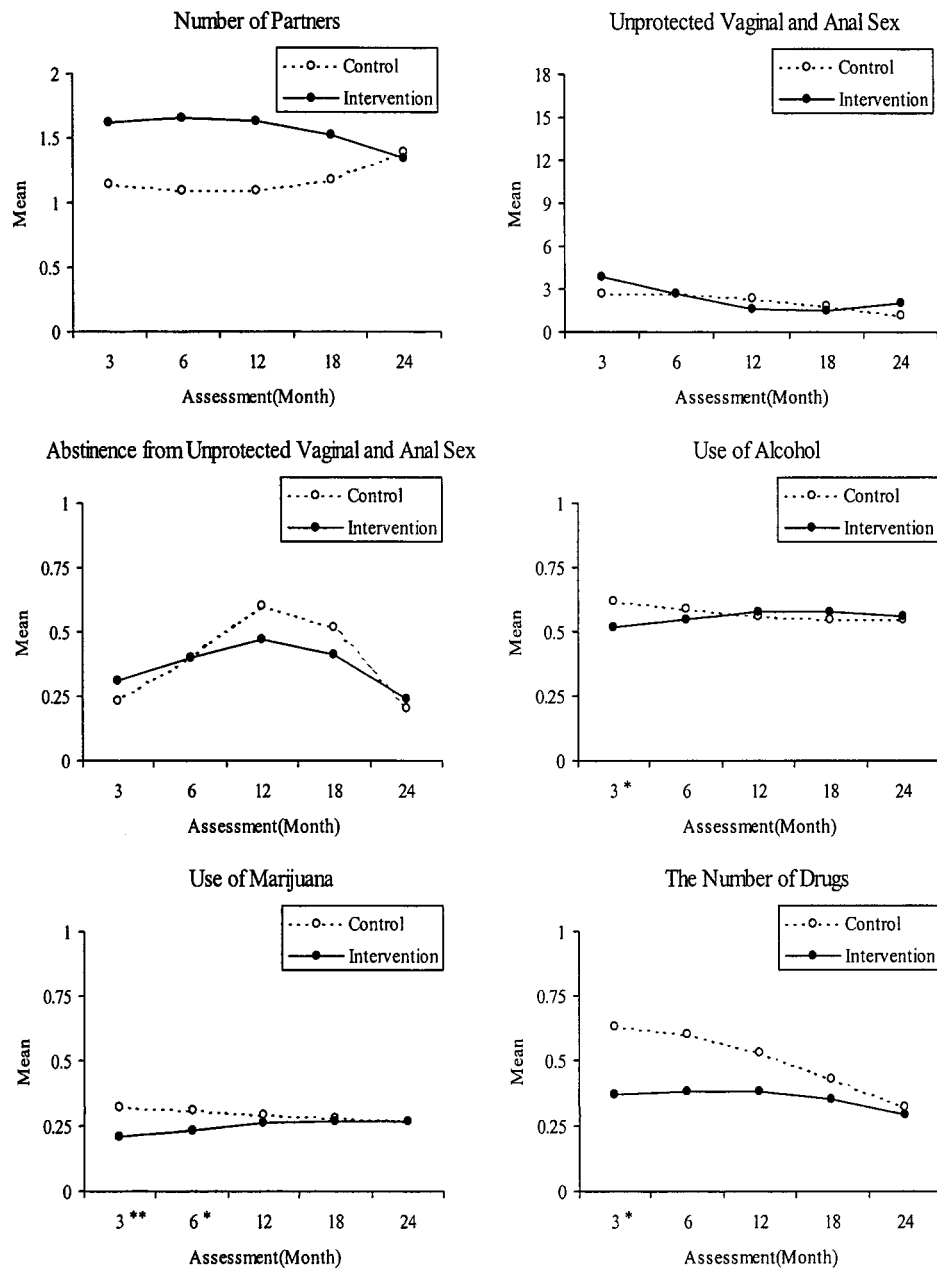 Number of Partners
Control
Intervention
2
1.5
1
0.5
0
Mean
3 6 12 18 24
Assessment(Month)
Unprotected Vaginal and Anal Sex
Control
Intervention
18
15
12
9
6
3
0
Mean
3 6 12 18 24
Assessment(Month)
Abstinence from Unprotected Vaginal and Anal Sex
Control
Intervention
1
0.75
0.5
0.25
0
Mean
3 6 12 18 24
Assessment(Month)
Use of Alcohol
Control
Intervention
1
0.75
0.5
0.25
0
Mean
3 * 6 12 18 24
Assessment(Month)
Use of Marijuana
Control
Intervention
1
0.75
0.5
0.25
0
Mean
3 ** 6 * 12 18 24
Assessment(Month)
The Number of Drugs
Control
Intervention
1
0.75
0.5
0.25
0
Mean
3 * 6 12 18 24
Assessment(Month)